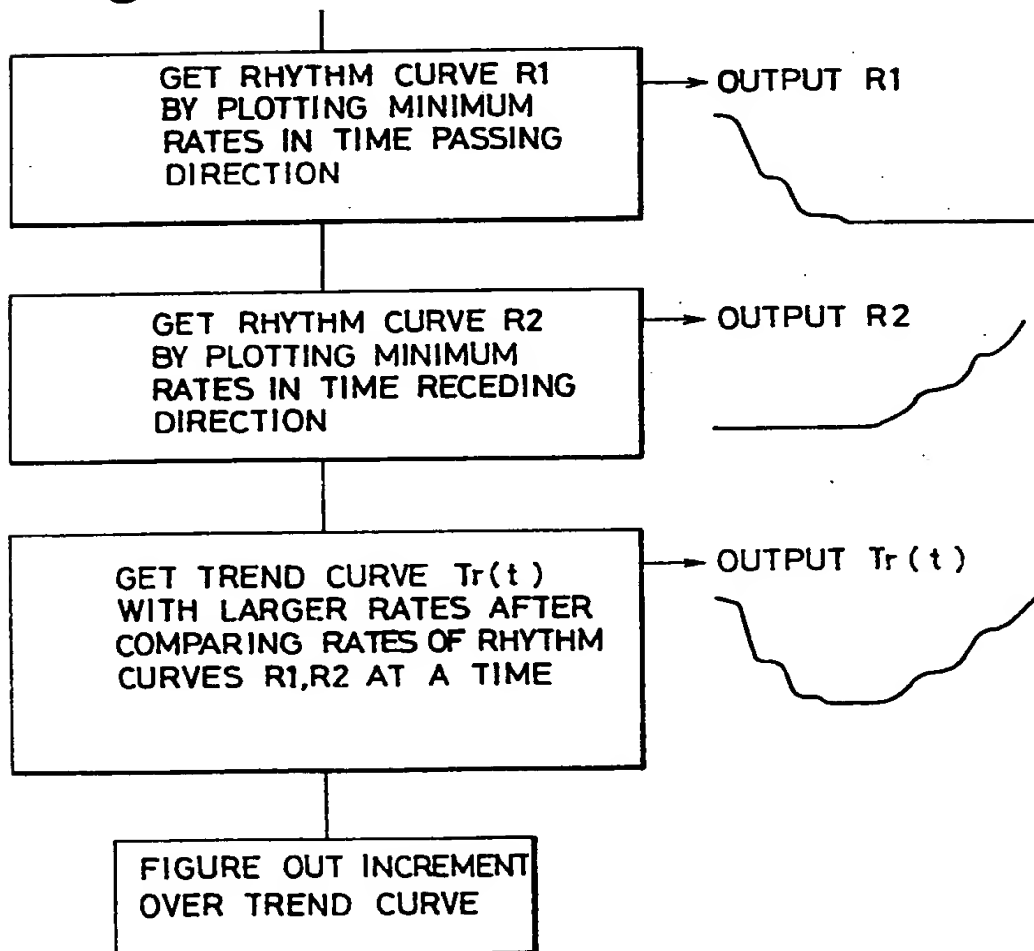 GET RHYTHM CURVE R1
BY PLOTTING MINIMUM
RATES IN TIME PASSING
DIRECTION
OUTPUT R1
GET RHYTHM CURVE R2
BY PLOTTING MINIMUM
RATES IN TIME RECEDING
DIRECTION
OUTPUT R2
GET TREND CURVE Tr(t)
WITH LARGER RATES AFTER
COMPARING RATES OF RHYTHM
CURVES R1,R2 AT A TIME
OUTPUT Tr(t)
FIGURE OUT INCREMENT
OVER TREND CURVE